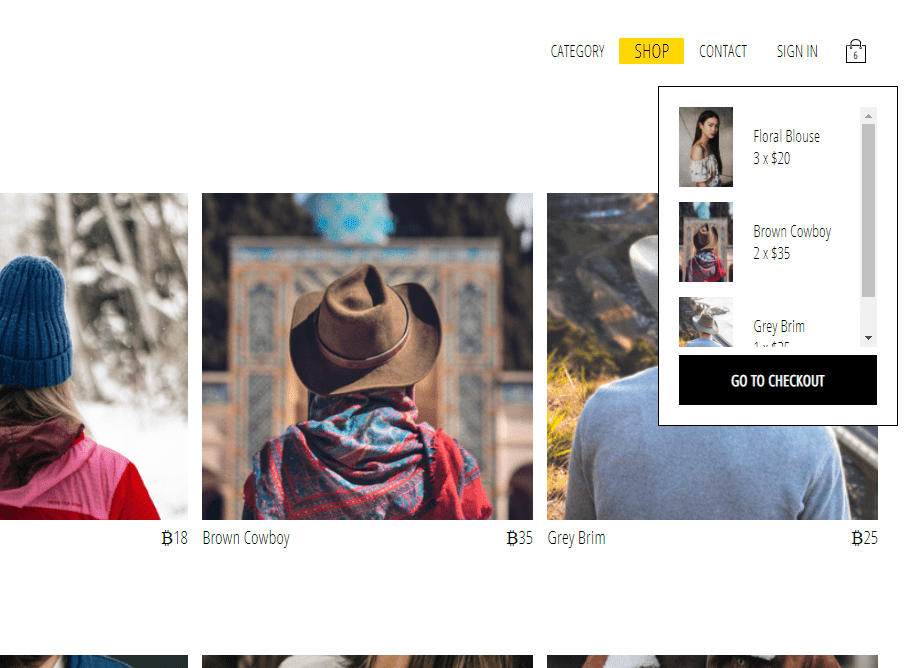 CATEGORY
SHOP
CONTACT
SIGN IN
6
Floral Blouse
3 x $20
Brown Cowboy
2 x $35
Grey Brim
GO TO CHECKOUT
฿18
Brown Cowboy
฿35
Grey Brim
฿25